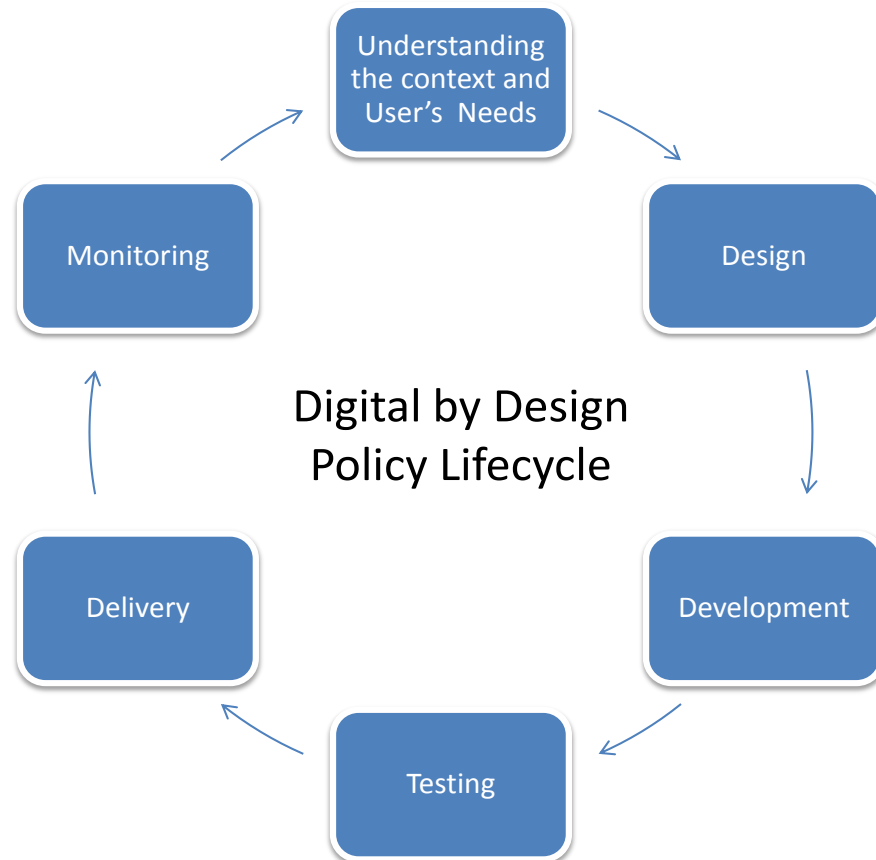 Understanding
the context and
User's  Needs
Design
Development
Testing
Delivery
Monitoring
Digital by Design
Policy Lifecycle